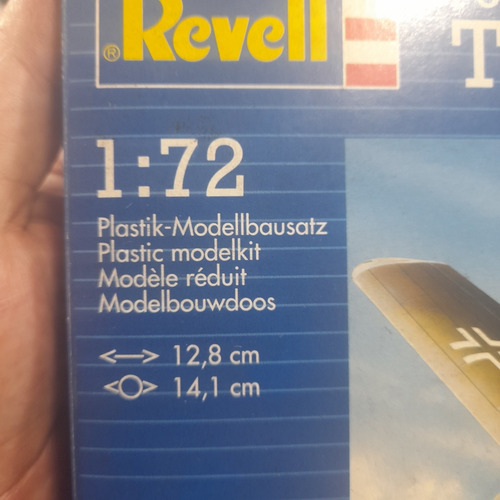 ® Revell
T
1:72
Plastik-Modellbausatz
Plastic modelkit
Modèle réduit
Modelbouwdoos
12,8 cm
14,1 cm